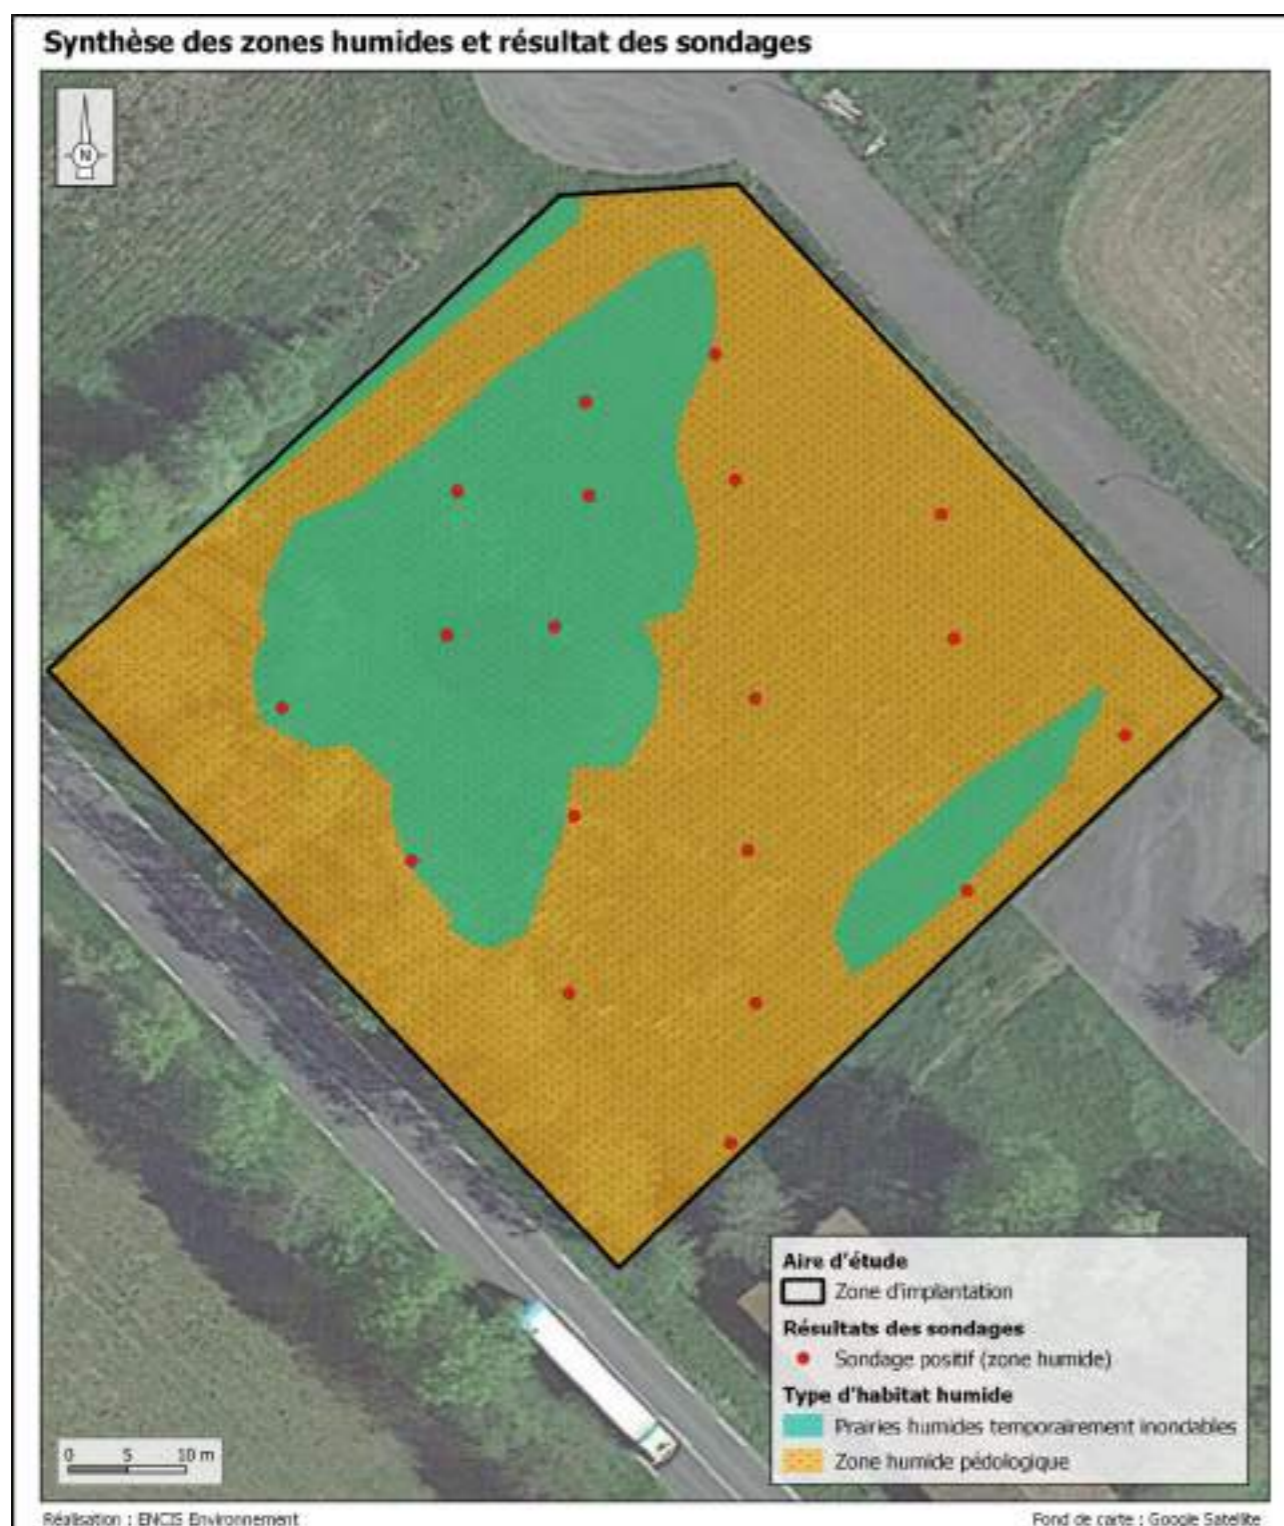 Synthèse des zones humides et résultat des sondages
N
Aire d'étude
Zone d'implantation
Résultats des sondages
Sondage positif (zone humide)
Type d'habitat humide
Prairies humides temporairement inondables
Zone humide pédologique
0 5 10 m
Réalisation : ENCIS Environnement
Fond de carte : Google Satellite